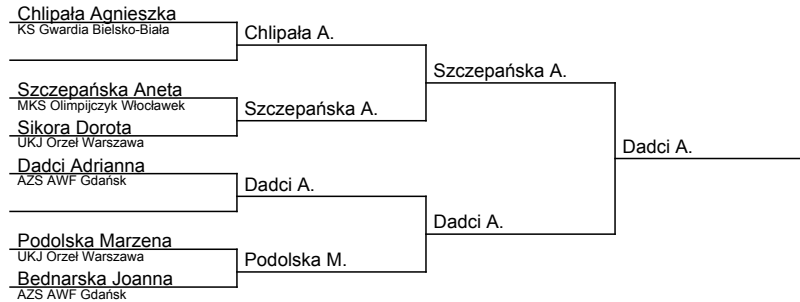 Chlipała Agnieszka
KS Gwardia Bielsko-Biała
Chlipała A.
Szczepańska A.
Szczepańska Aneta
MKS Olimpijczyk Włocławek
Szczepańska A.
Sikora Dorota
UKJ Orzeł Warszawa
Dadci A.
Dadci Adrianna
AZS AWF Gdańsk
Dadci A.
Dadci A.
Podolska Marzena
UKJ Orzeł Warszawa
Podolska M.
Bednarska Joanna
AZS AWF Gdańsk